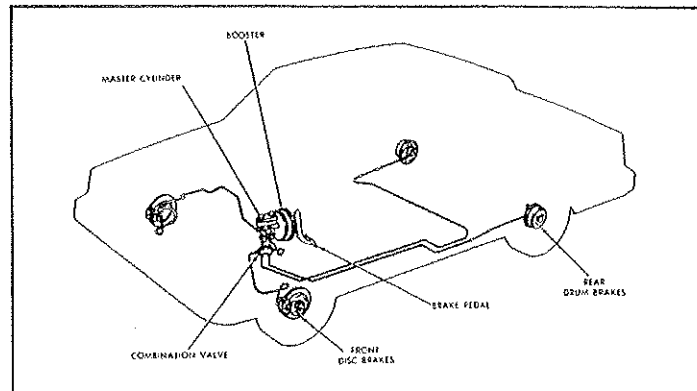 BOOSTER
MASTER CYLINDER
REAR
DRUM BRAKES
BRAKE PEDAL
FRONT
DISC BRAKES
COMBINATION VALVE